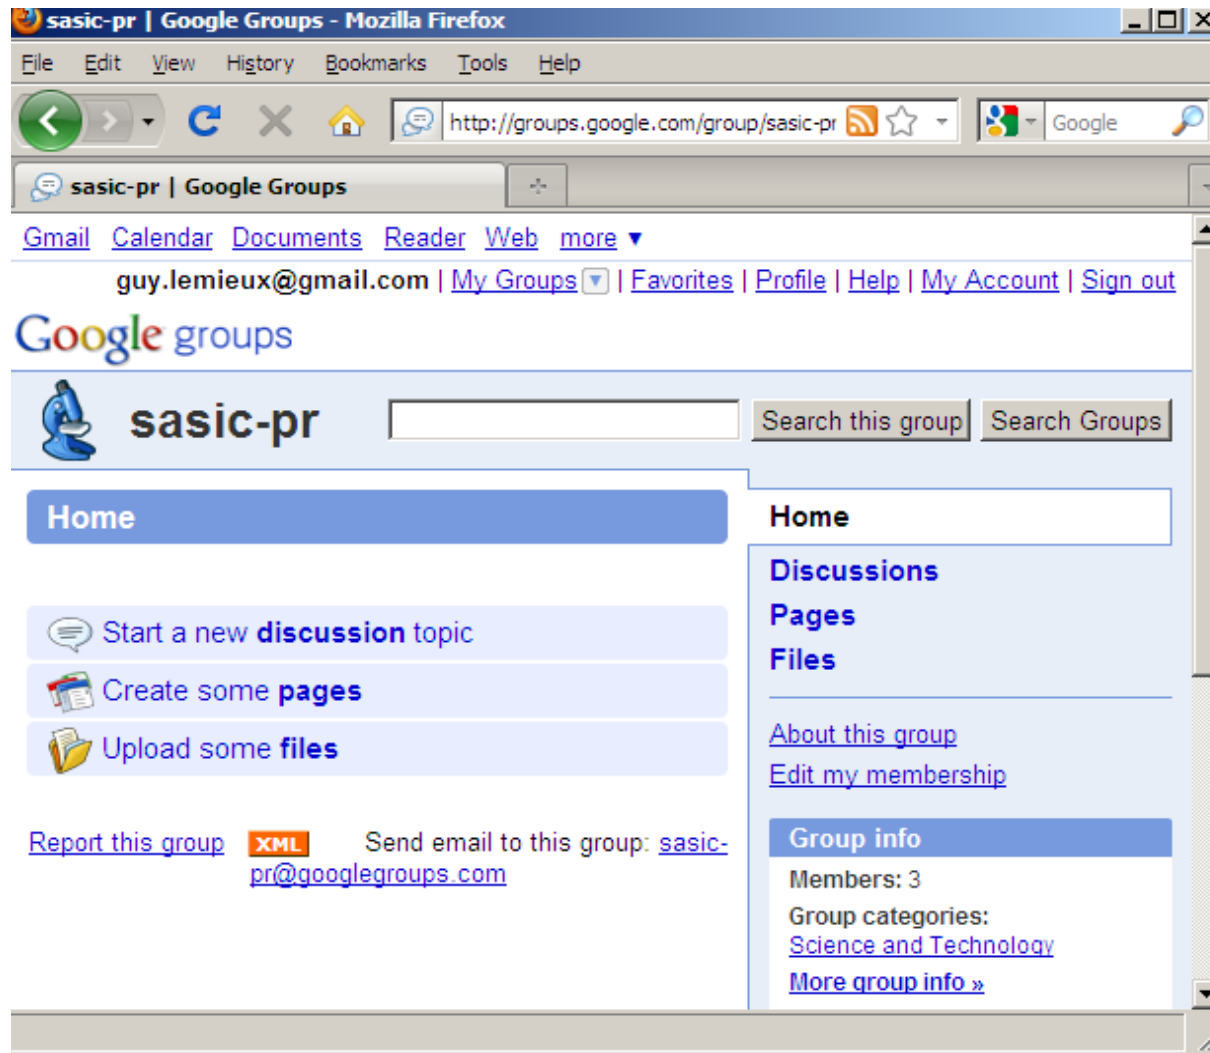 sasic-pr | Google Groups - Mozilla Firefox
File Edit View History Bookmarks Tools Help
http://groups.google.com/group/sasic-pr Google
sasic-pr | Google Groups
Gmail Calendar Documents Reader Web more ▼
guy.lemieux@gmail.com | My Groups | Favorites | Profile | Help | My Account | Sign out
Google groups
sasic-pr Search this group Search Groups
Home
Start a new discussion topic
Create some pages
Upload some files
Report this group XML Send email to this group: sasic-
pr@googlegroups.com
Home
Discussions
Pages
Files
About this group
Edit my membership
Group info
Members: 3
Group categories:
Science and Technology
More group info »